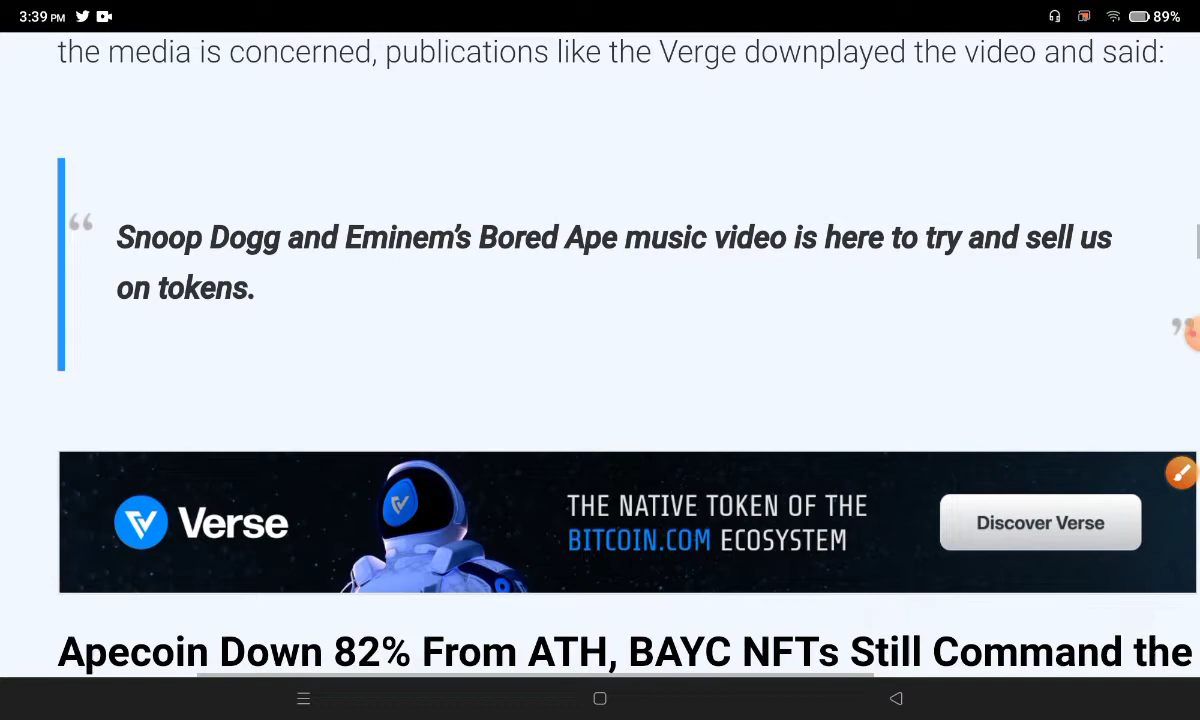 3:39 PM
89%
the media is concerned, publications like the Verge downplayed the video and said:
“
Snoop Dogg and Eminem’s Bored Ape music video is here to try and sell us
on tokens.
”
Verse
THE NATIVE TOKEN OF THE
BITCOIN.COM ECOSYSTEM
Discover Verse
Apecoin Down 82% From ATH, BAYC NFTs Still Command the